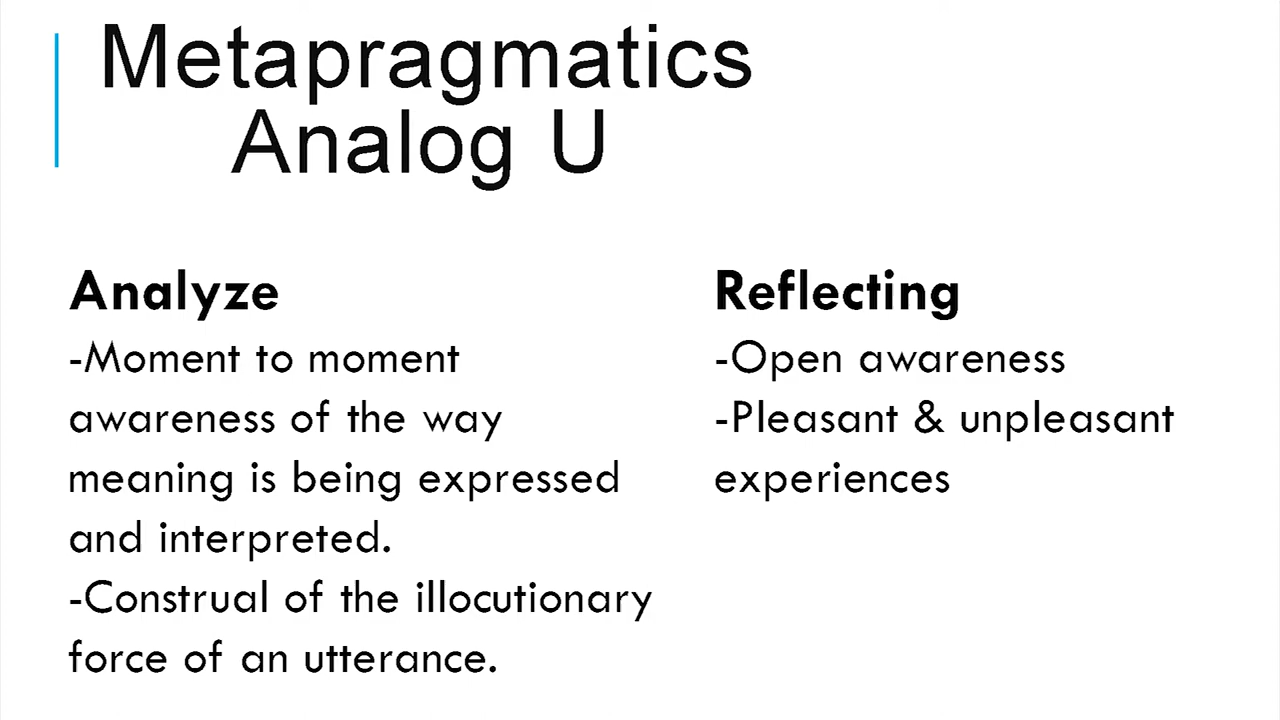 Metapragmatics
Analog U
Analyze
-Moment to moment
awareness of the way
meaning is being expressed
and interpreted.
-Construal of the illocutionary
force of an utterance.
Reflecting
-Open awareness
-Pleasant & unpleasant
experiences